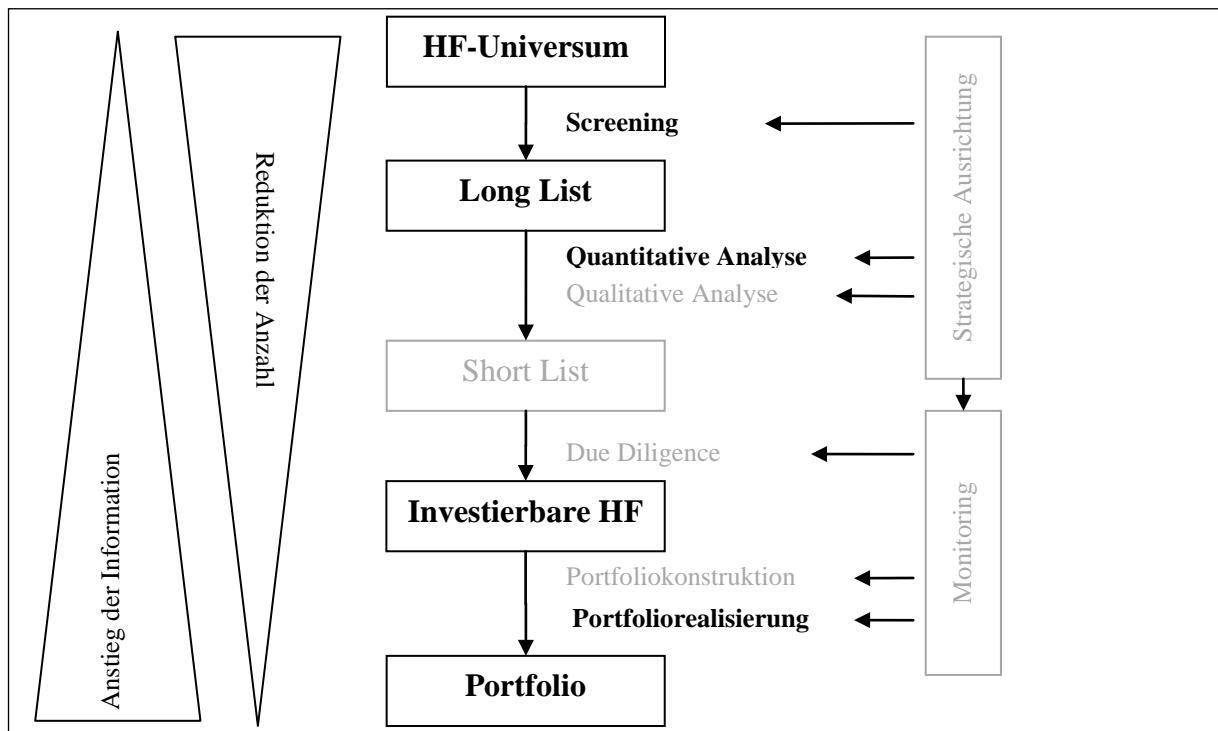 HF-Universum
Screening
Long List
Quantitative Analyse
Qualitative Analyse
Short List
Due Diligence
Investierbare HF
Portfoliokonstruktion
Portfoliorealisierung
Portfolio
Anstieg der Information
Reduktion der Anzahl
Strategische Ausrichtung
Monitoring